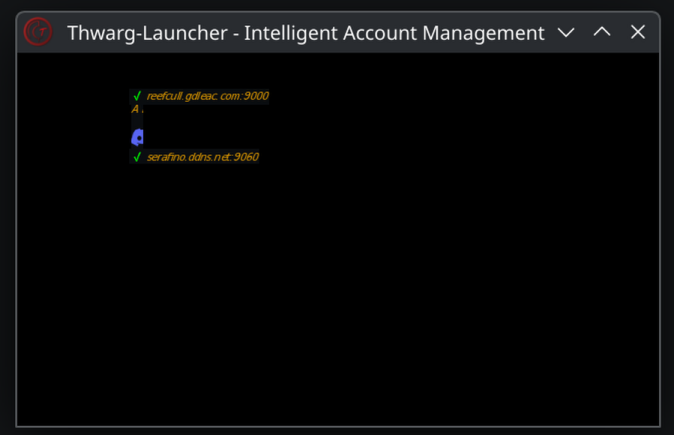 Thwarg-Launcher - Intelligent Account Management
✓ reefcull.gdleac.com:9000
A
✓ serafino.ddns.net:9060